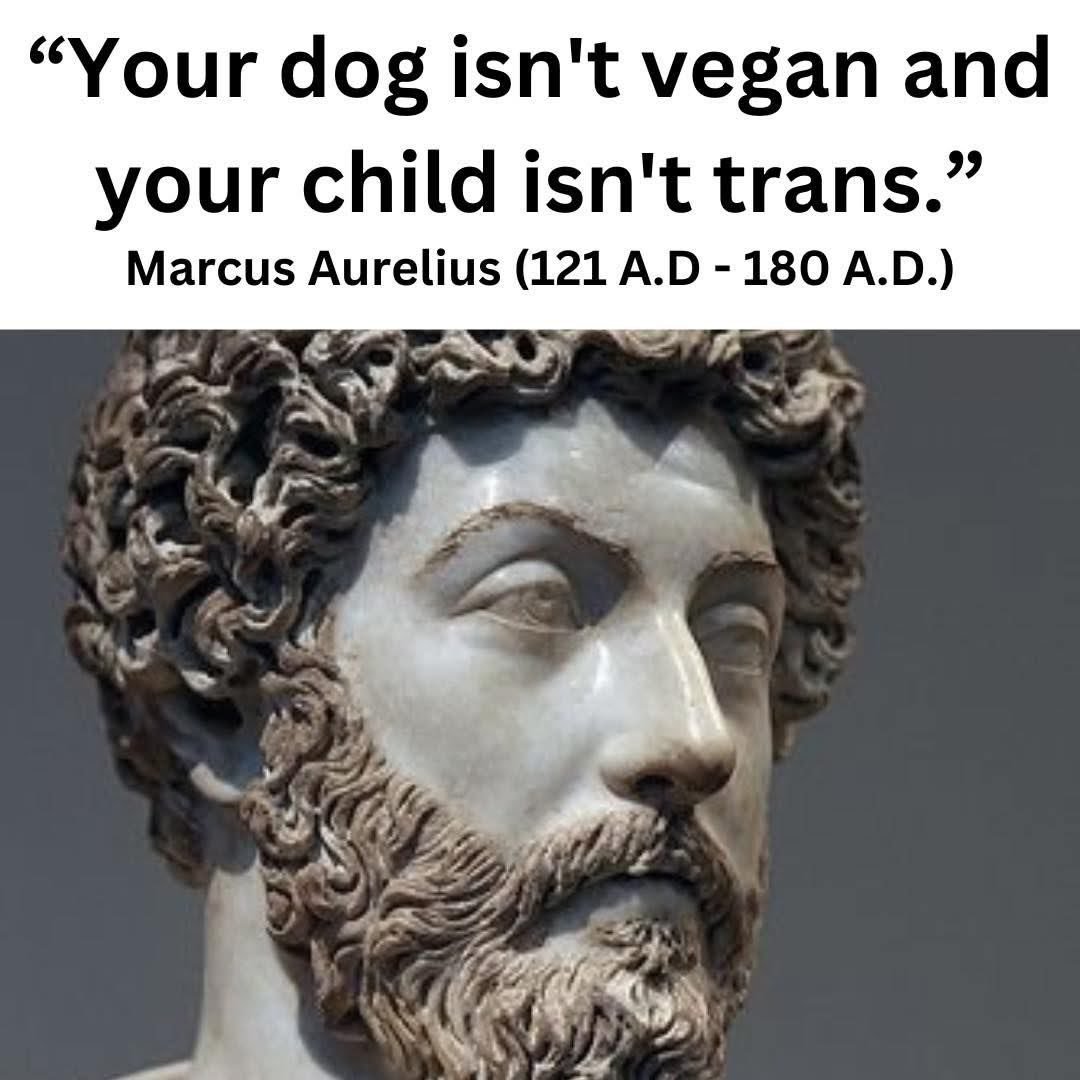 “Your dog isn't vegan and
your child isn't trans.”
Marcus Aurelius (121 A.D - 180 A.D.)